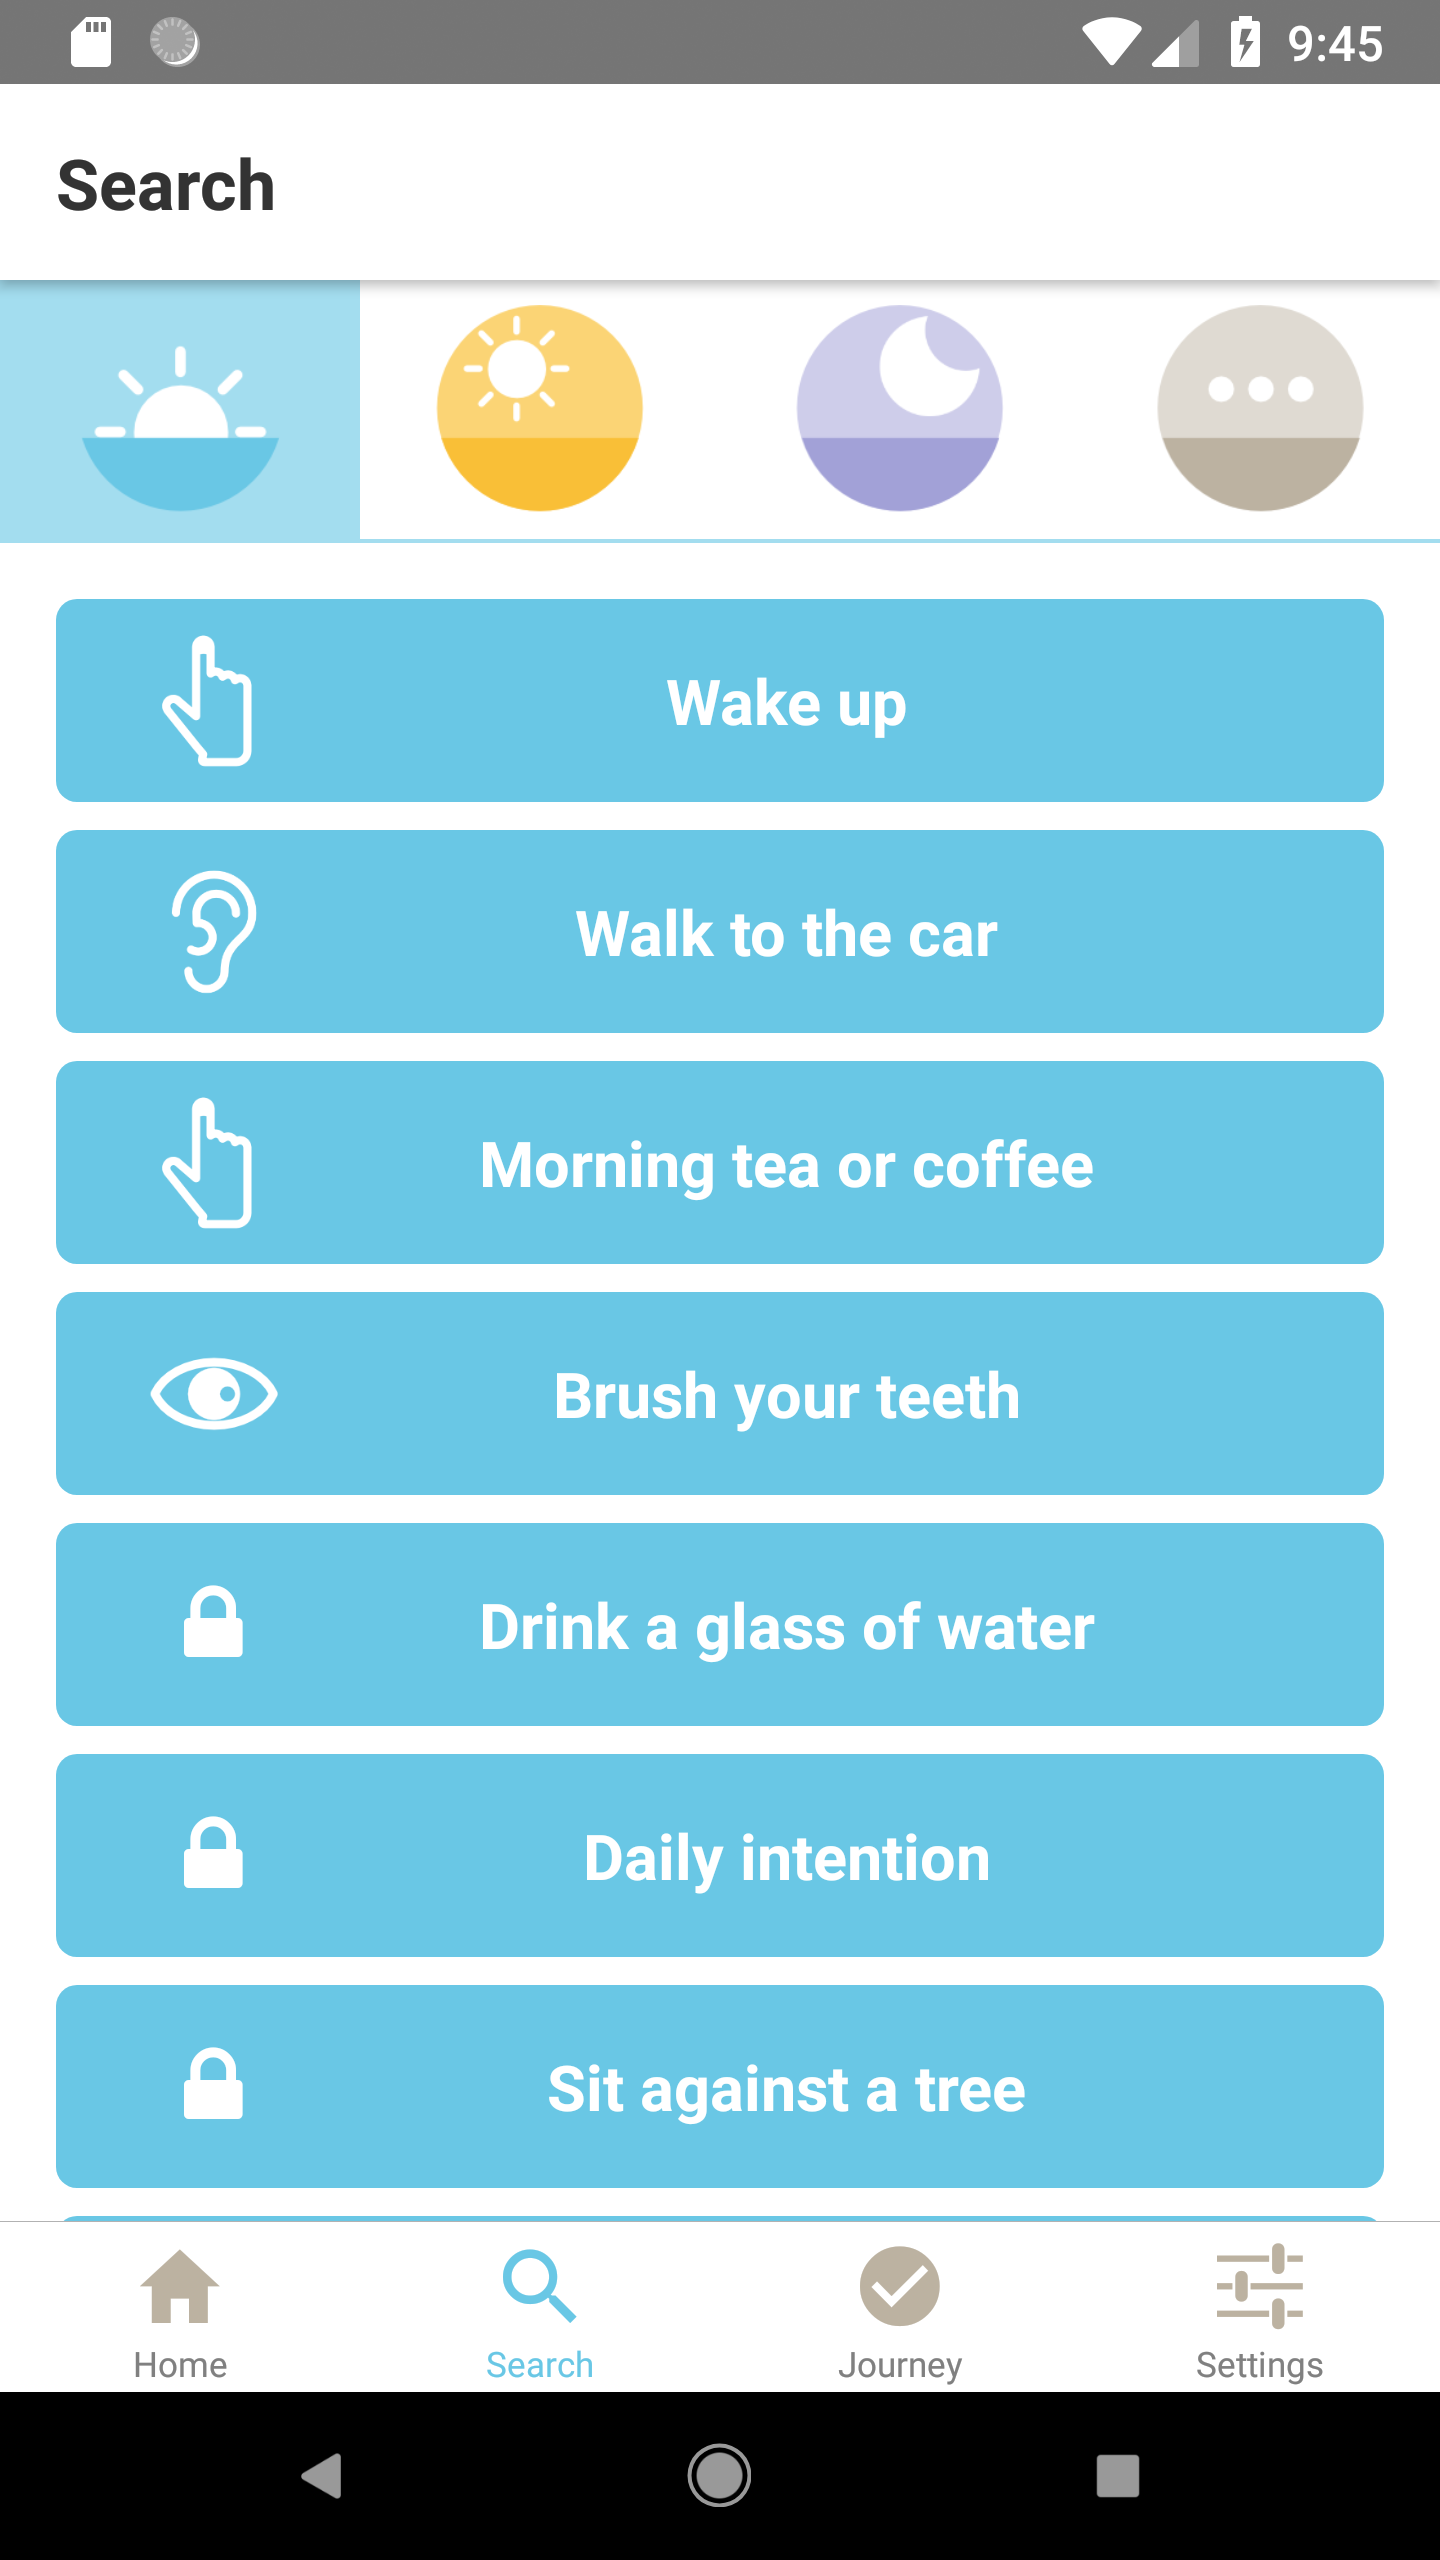 9:45
Search
Wake up
Walk to the car
Morning tea or coffee
Brush your teeth
Drink a glass of water
Daily intention
Sit against a tree
Home
Search
Journey
Settings